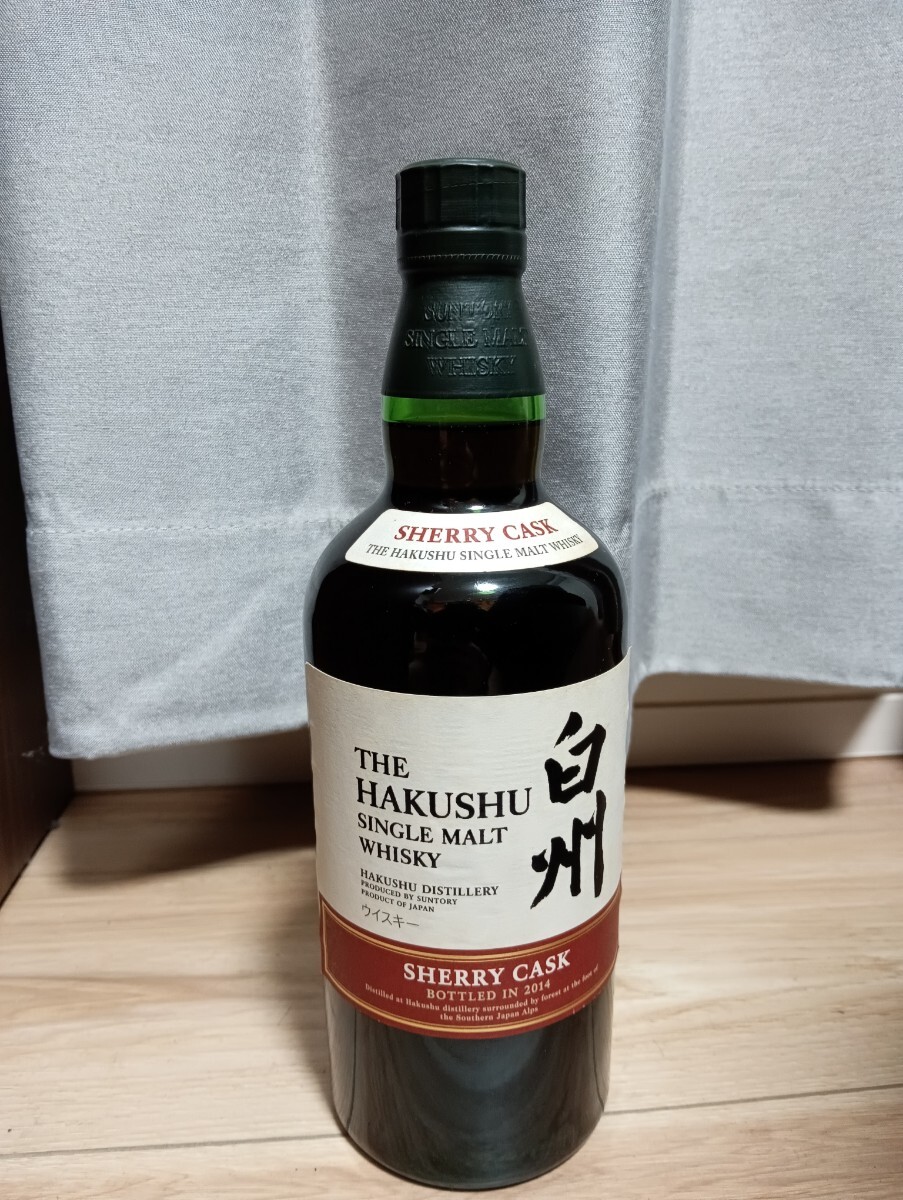 SUNTORY
SINGLE MALT
WHISKY
SHERRY CASK
THE HAKUSHU SINGLE MALT WHISKY
白州
THE
HAKUSHU
SINGLE MALT
WHISKY
HAKUSHU DISTILLERY
PRODUCED BY SUNTORY
PRODUCT OF JAPAN
ウイスキー
SHERRY CASK
BOTTLED IN 2014
Distilled at Hakushu distillery surrounded by forest at the foot of
the Southern Japan Alps